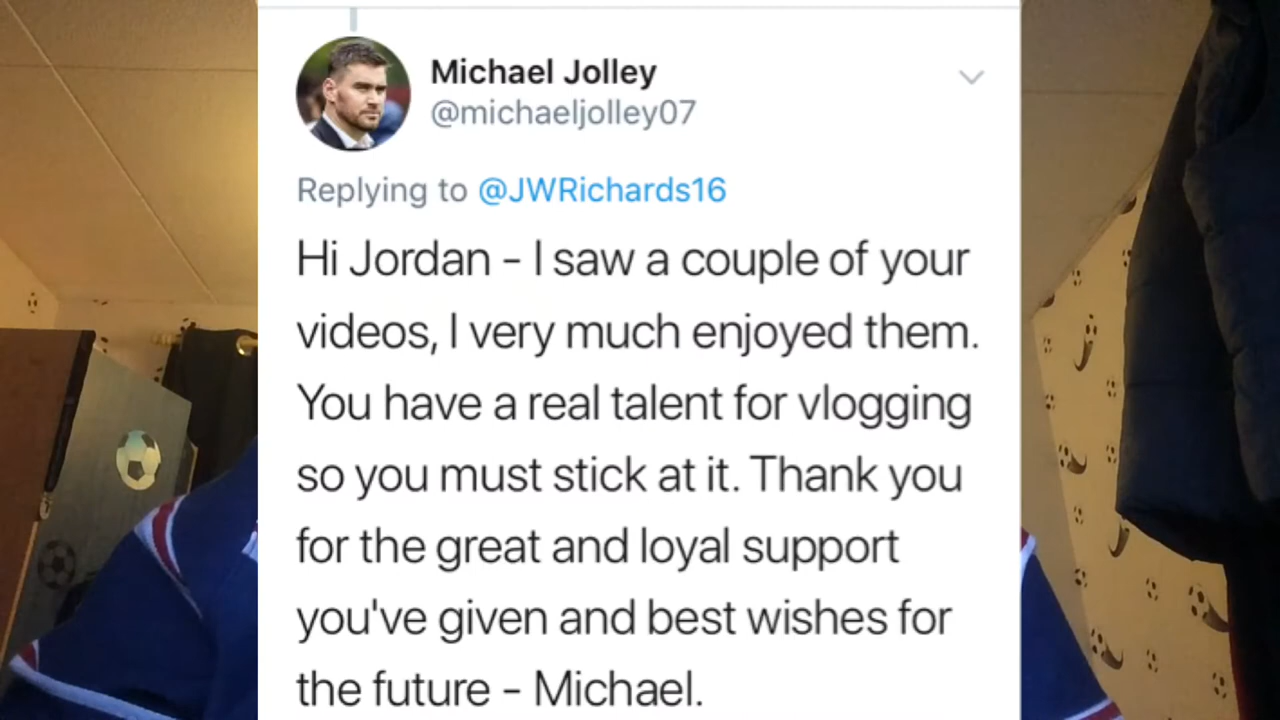 Michael Jolley
@michaeljolley07
Replying to @JWRichards16
Hi Jordan - I saw a couple of your
videos, I very much enjoyed them.
You have a real talent for vlogging
so you must stick at it. Thank you
for the great and loyal support
you've given and best wishes for
the future - Michael.